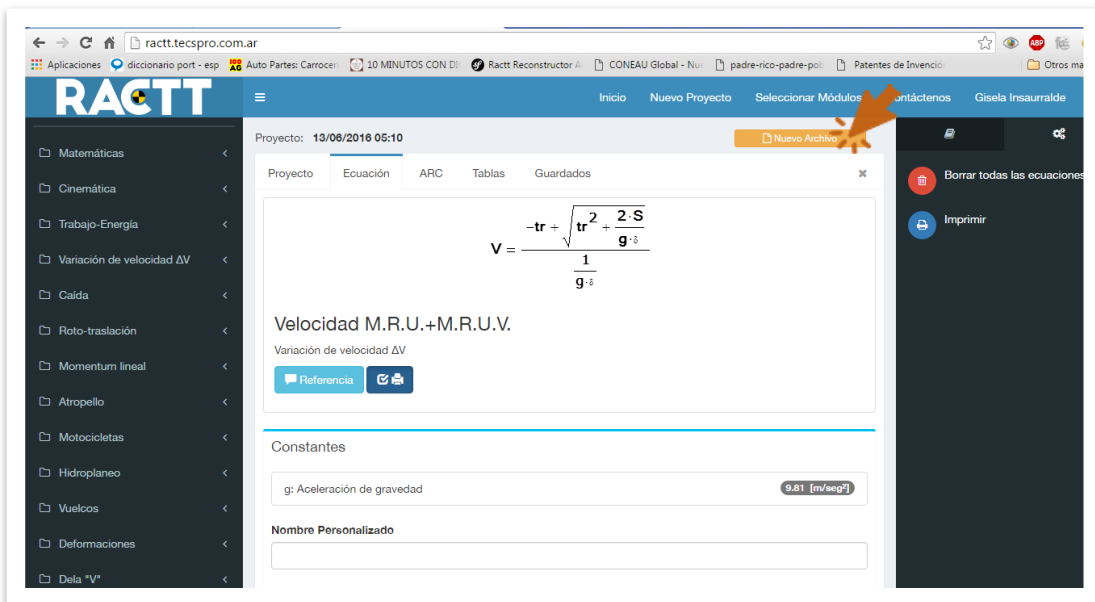 ractt.tecspro.com.ar
Aplicaciones diccionario port - esp Auto Partes: Carrocer 10 MINUTOS CON DI Ractt Reconstructor A CONEAU Global - Nue padre-rico-padre-pob Patentes de Invenció Otros ma
RACTT
Inicio Nuevo Proyecto Seleccionar Módulos ontáctenos Gisela Insaurralde
Proyecto: 13/06/2016 05:10
Nuevo Archivo
Matemáticas
Cinemática
Trabajo-Energía
Variación de velocidad ΔV
Caída
Roto-traslación
Momentum lineal
Atropello
Motocicletas
Hidroplaneo
Vuelcos
Deformaciones
Dela "V"
Proyecto Ecuación ARC Tablas Guardados
V = (-tr + √(tr² + (2·S)/(g·δ))) / (1/(g·δ))
Velocidad M.R.U.+M.R.U.V.
Variación de velocidad ΔV
Referencia
Constantes
g: Aceleración de gravedad 9.81 [m/seg²]
Nombre Personalizado
Borrar todas las ecuaciones
Imprimir